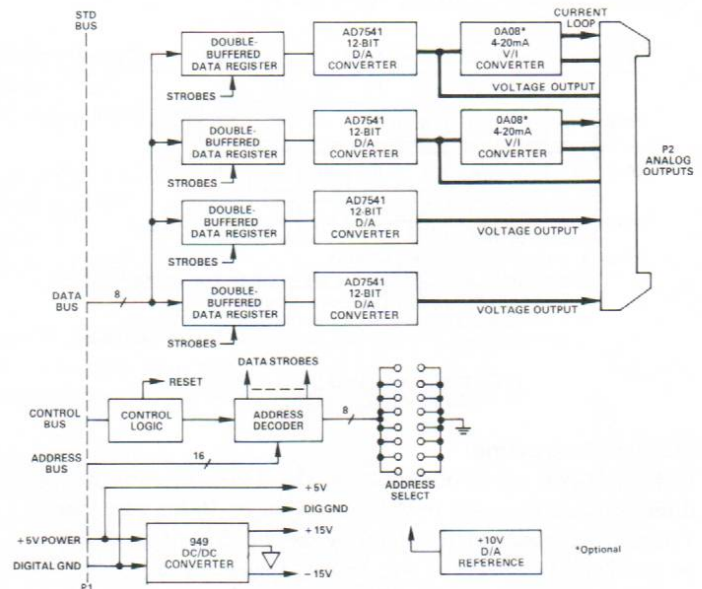 STD
BUS
DOUBLE-
BUFFERED
DATA REGISTER
STROBES
AD7541
12-BIT
D/A
CONVERTER
0A08*
4-20mA
V/I
CONVERTER
CURRENT
LOOP
VOLTAGE OUTPUT
DOUBLE-
BUFFERED
DATA REGISTER
STROBES
AD7541
12-BIT
D/A
CONVERTER
0A08*
4-20mA
V/I
CONVERTER
P2
ANALOG
OUTPUTS
DOUBLE-
BUFFERED
DATA REGISTER
STROBES
AD7541
12-BIT
D/A
CONVERTER
VOLTAGE OUTPUT
DATA
BUS
8
DOUBLE-
BUFFERED
DATA REGISTER
STROBES
AD7541
12-BIT
D/A
CONVERTER
VOLTAGE OUTPUT
DATA STROBES
RESET
CONTROL
BUS
CONTROL
LOGIC
ADDRESS
DECODER
8
ADDRESS
BUS
16
ADDRESS
SELECT
+5V
DIG GND
+5V POWER
DIGITAL GND
949
DC/DC
CONVERTER
+15V
-15V
+10V
D/A
REFERENCE
*Optional
P1